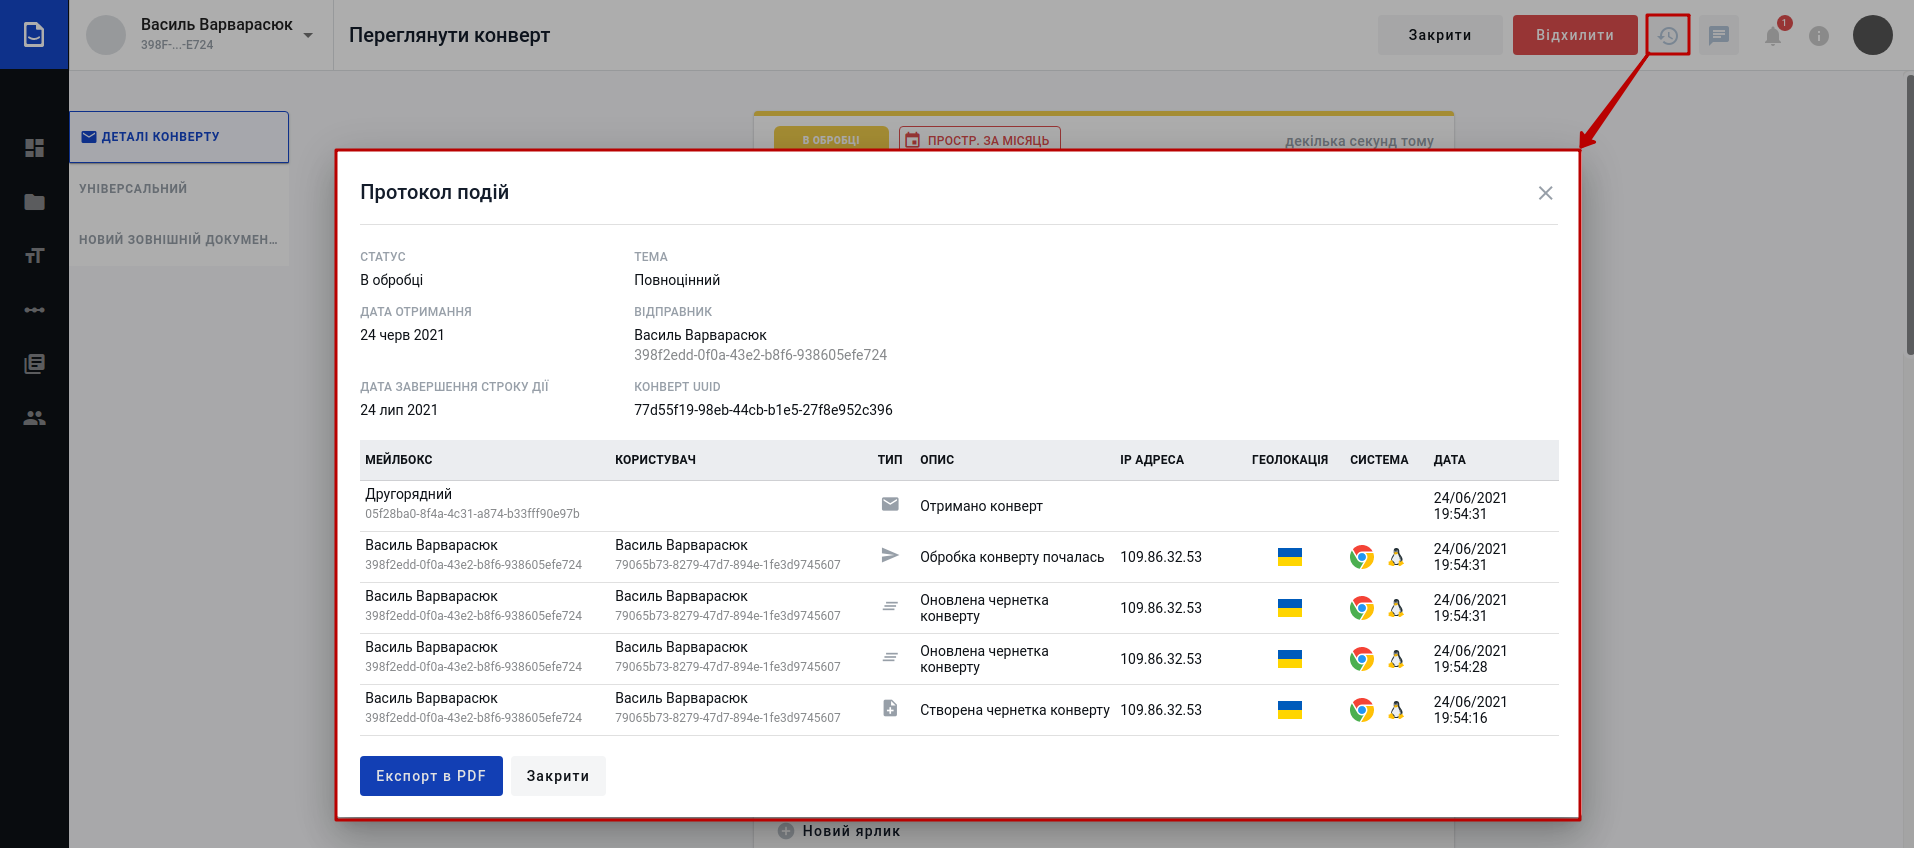 Василь Варварасюк
398F-...-E724
Переглянути конверт
Закрити
Відхилити
1
ДЕТАЛІ КОНВЕРТУ
УНІВЕРСАЛЬНИЙ
НОВИЙ ЗОВНІШНІЙ ДОКУМЕН...
В ОБРОБЦІ
ПРОСТР. ЗА МІСЯЦЬ
декілька секунд тому
Протокол подій
СТАТУС
В обробці
ТЕМА
Повноцінний
ДАТА ОТРИМАННЯ
24 черв 2021
ВІДПРАВНИК
Василь Варварасюк
398f2edd-0f0a-43e2-b8f6-938605efe724
ДАТА ЗАВЕРШЕННЯ СТРОКУ ДІЇ
24 лип 2021
КОНВЕРТ UUID
77d55f19-98eb-44cb-b1e5-27f8e952c396
МЕЙЛБОКС КОРИСТУВАЧ ТИП ОПИС IP АДРЕСА ГЕОЛОКАЦІЯ СИСТЕМА ДАТА
Другорядний
05f28ba0-8f4a-4c31-a874-b33fff90e97b
Отримано конверт
24/06/2021
19:54:31
Василь Варварасюк
398f2edd-0f0a-43e2-b8f6-938605efe724
Василь Варварасюк
79065b73-8279-47d7-894e-1fe3d9745607
Обробка конверту почалась
109.86.32.53
24/06/2021
19:54:31
Василь Варварасюк
398f2edd-0f0a-43e2-b8f6-938605efe724
Василь Варварасюк
79065b73-8279-47d7-894e-1fe3d9745607
Оновлена чернетка
конверту
109.86.32.53
24/06/2021
19:54:31
Василь Варварасюк
398f2edd-0f0a-43e2-b8f6-938605efe724
Василь Варварасюк
79065b73-8279-47d7-894e-1fe3d9745607
Оновлена чернетка
конверту
109.86.32.53
24/06/2021
19:54:28
Василь Варварасюк
398f2edd-0f0a-43e2-b8f6-938605efe724
Василь Варварасюк
79065b73-8279-47d7-894e-1fe3d9745607
Створена чернетка конверту
109.86.32.53
24/06/2021
19:54:16
Експорт в PDF
Закрити
Новий ярлик